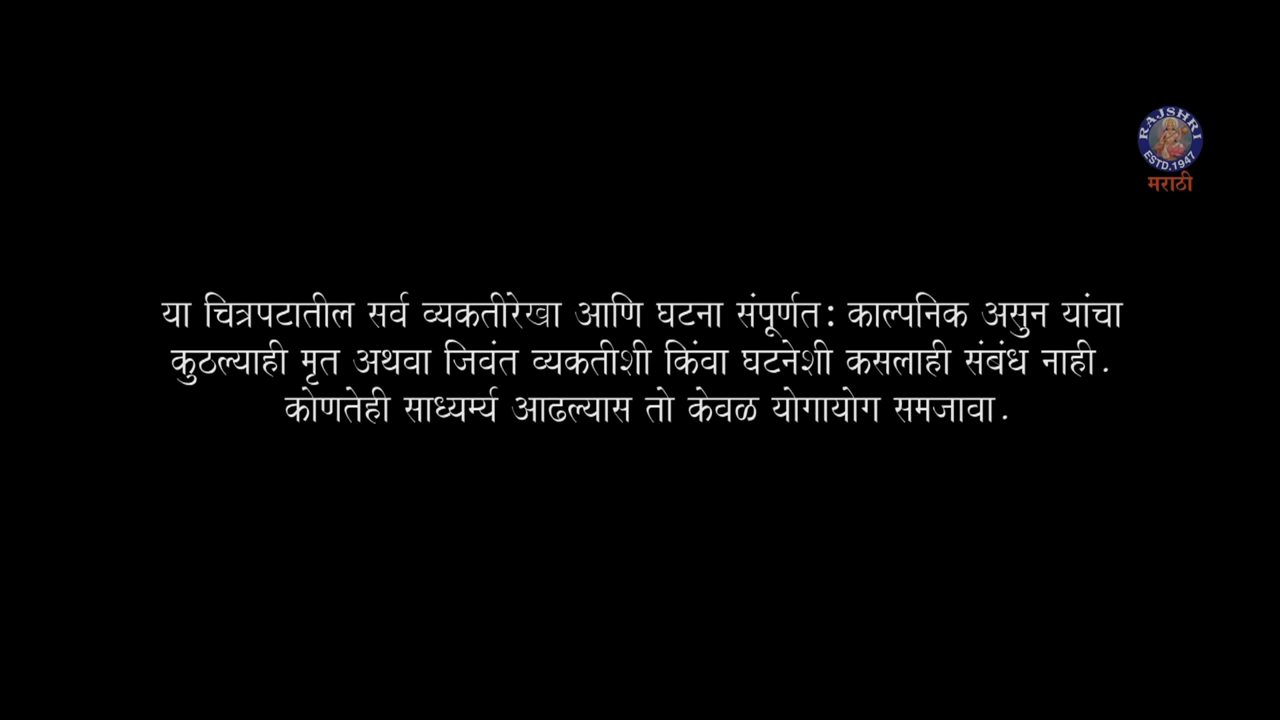 RAJSHRI
ESTD.1947
मराठी
या चित्रपटातील सर्व व्यकतीरेखा आणि घटना संपूर्णत: काल्पनिक असुन यांचा
कुठल्याही मृत अथवा जिवंत व्यकतीशी किंवा घटनेशी कसलाही संबंध नाही.
कोणतेही साध्यर्म्य आढल्यास तो केवळ योगायोग समजावा.